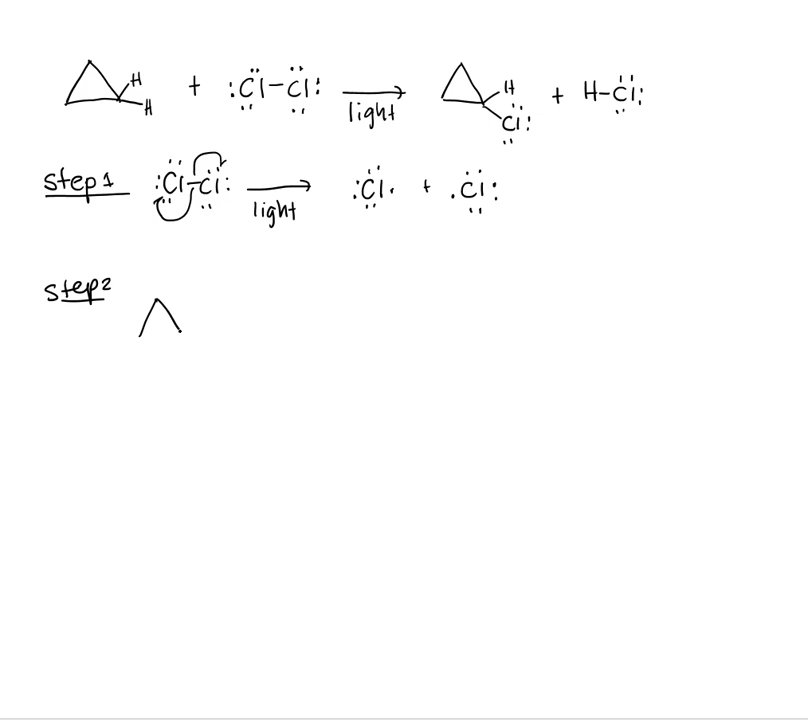 H H + :Cl-Cl: light H Cl: + H-Cl:
step 1 :Cl-Cl: light :Cl· + ·Cl:
step 2